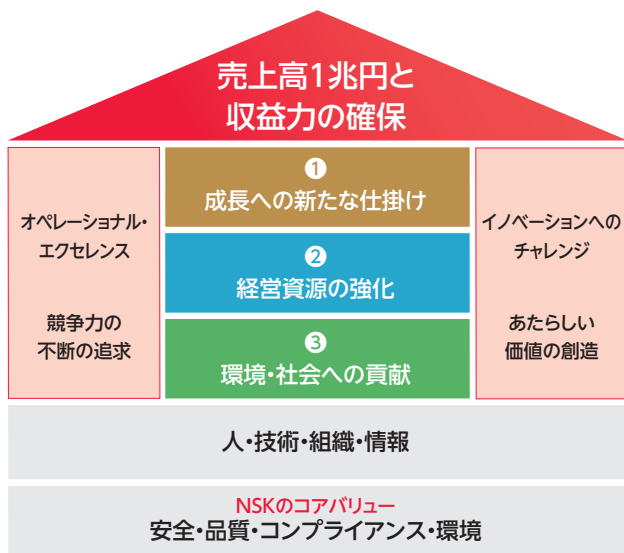 売上高1兆円と
収益力の確保
オペレーショナル・
エクセレンス
競争力の
不断の追求
❶
成長への新たな仕掛け
❷
経営資源の強化
❸
環境・社会への貢献
イノベーションへの
チャレンジ
あたらしい
価値の創造
人・技術・組織・情報
NSKのコアバリュー
安全・品質・コンプライアンス・環境